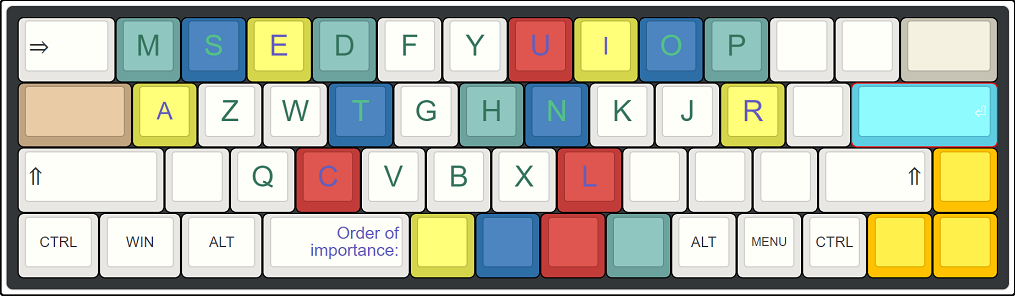 ⇒ M S E D F Y U I O P
A Z W T G H N K J R ⏎
⇑ Q C V B X L ⇑
CTRL WIN ALT Order of
importance: ALT MENU CTRL